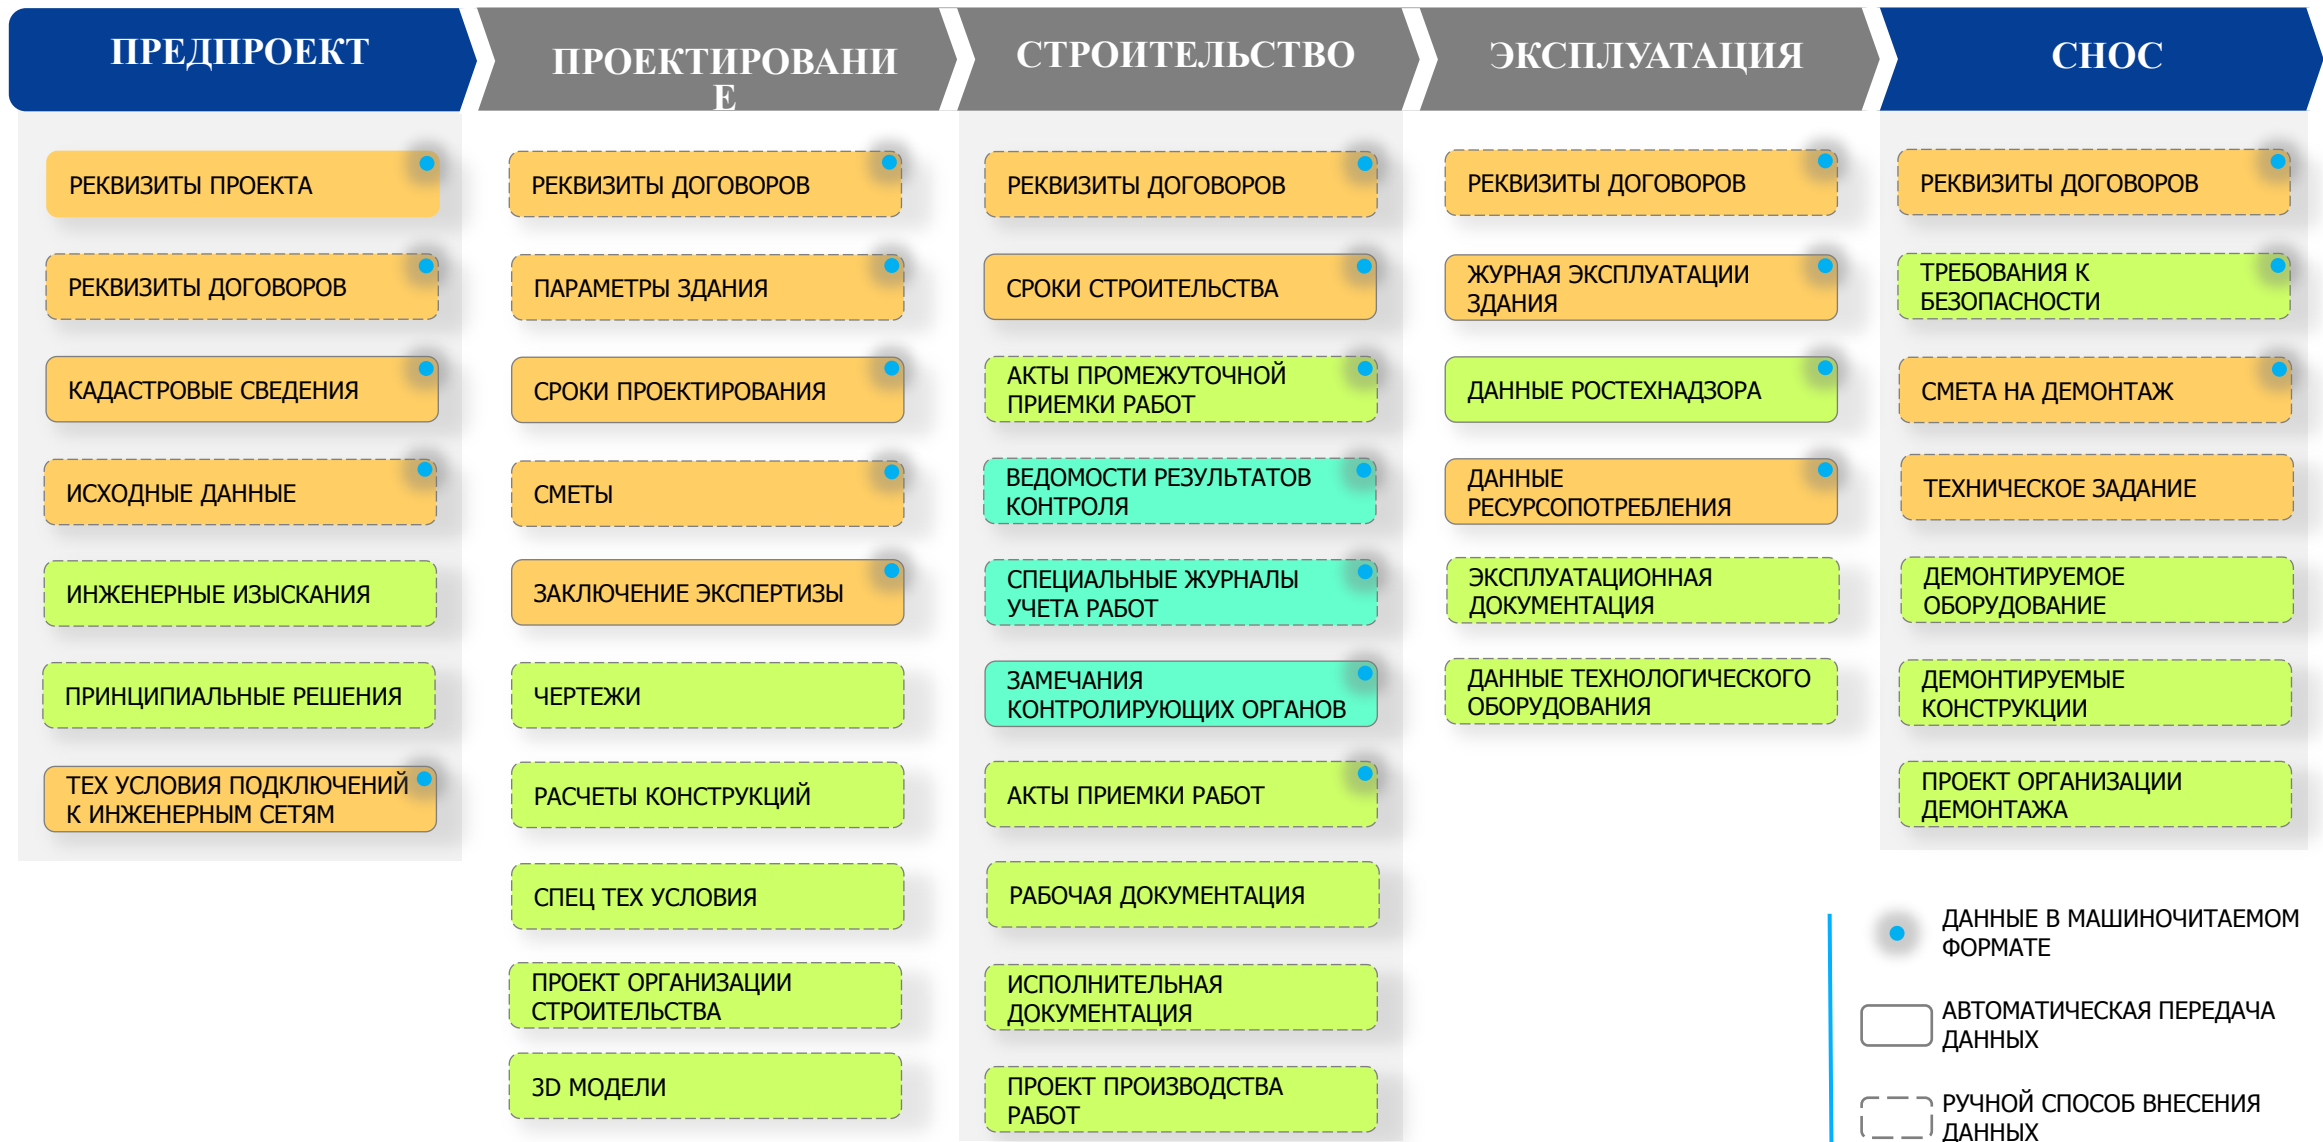 ПРЕДПРОЕКТ
РЕКВИЗИТЫ ПРОЕКТА
РЕКВИЗИТЫ ДОГОВОРОВ
КАДАСТРОВЫЕ СВЕДЕНИЯ
ИСХОДНЫЕ ДАННЫЕ
ИНЖЕНЕРНЫЕ ИЗЫСКАНИЯ
ПРИНЦИПИАЛЬНЫЕ РЕШЕНИЯ
ТЕХ УСЛОВИЯ ПОДКЛЮЧЕНИЙ
К ИНЖЕНЕРНЫМ СЕТЯМ
ПРОЕКТИРОВАНИ
Е
РЕКВИЗИТЫ ДОГОВОРОВ
ПАРАМЕТРЫ ЗДАНИЯ
СРОКИ ПРОЕКТИРОВАНИЯ
СМЕТЫ
ЗАКЛЮЧЕНИЕ ЭКСПЕРТИЗЫ
ЧЕРТЕЖИ
РАСЧЕТЫ КОНСТРУКЦИЙ
СПЕЦ ТЕХ УСЛОВИЯ
ПРОЕКТ ОРГАНИЗАЦИИ
СТРОИТЕЛЬСТВА
3D МОДЕЛИ
СТРОИТЕЛЬСТВО
РЕКВИЗИТЫ ДОГОВОРОВ
СРОКИ СТРОИТЕЛЬСТВА
АКТЫ ПРОМЕЖУТОЧНОЙ
ПРИЕМКИ РАБОТ
ВЕДОМОСТИ РЕЗУЛЬТАТОВ
КОНТРОЛЯ
СПЕЦИАЛЬНЫЕ ЖУРНАЛЫ
УЧЕТА РАБОТ
ЗАМЕЧАНИЯ
КОНТРОЛИРУЮЩИХ ОРГАНОВ
АКТЫ ПРИЕМКИ РАБОТ
РАБОЧАЯ ДОКУМЕНТАЦИЯ
ИСПОЛНИТЕЛЬНАЯ
ДОКУМЕНТАЦИЯ
ПРОЕКТ ПРОИЗВОДСТВА
РАБОТ
ЭКСПЛУАТАЦИЯ
РЕКВИЗИТЫ ДОГОВОРОВ
ЖУРНАЯ ЭКСПЛУАТАЦИИ
ЗДАНИЯ
ДАННЫЕ РОСТЕХНАДЗОРА
ДАННЫЕ
РЕСУРСОПОТРЕБЛЕНИЯ
ЭКСПЛУАТАЦИОННАЯ
ДОКУМЕНТАЦИЯ
ДАННЫЕ ТЕХНОЛОГИЧЕСКОГО
ОБОРУДОВАНИЯ
СНОС
РЕКВИЗИТЫ ДОГОВОРОВ
ТРЕБОВАНИЯ К
БЕЗОПАСНОСТИ
СМЕТА НА ДЕМОНТАЖ
ТЕХНИЧЕСКОЕ ЗАДАНИЕ
ДЕМОНТИРУЕМОЕ
ОБОРУДОВАНИЕ
ДЕМОНТИРУЕМЫЕ
КОНСТРУКЦИИ
ПРОЕКТ ОРГАНИЗАЦИИ
ДЕМОНТАЖА
ДАННЫЕ В МАШИНОЧИТАЕМОМ
ФОРМАТЕ
АВТОМАТИЧЕСКАЯ ПЕРЕДАЧА
ДАННЫХ
РУЧНОЙ СПОСОБ ВНЕСЕНИЯ
ДАННЫХ